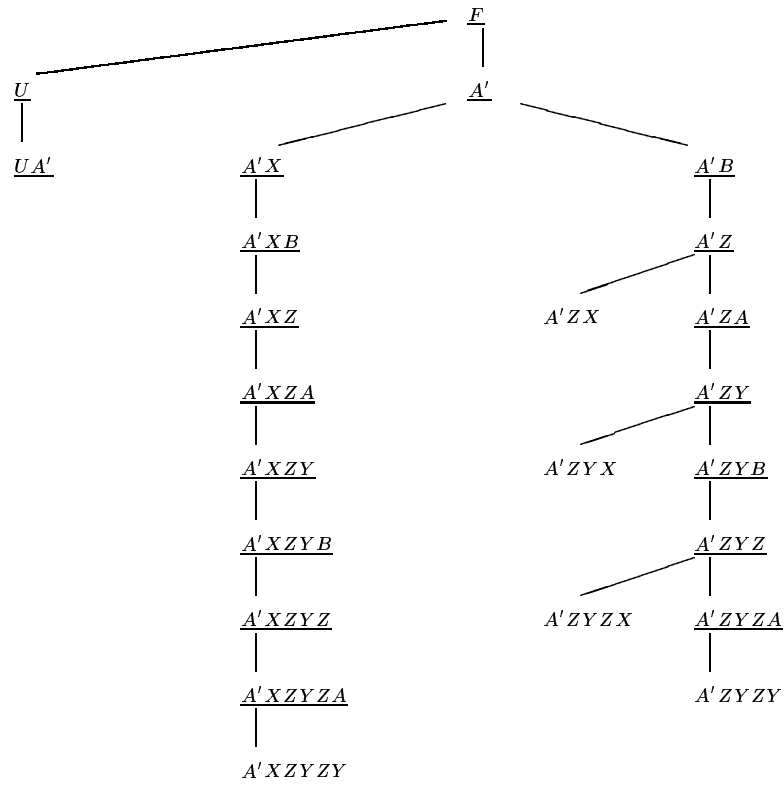 F
U A′
UA′ A′X A′B
A′XB A′Z
A′XZ A′ZX A′ZA
A′XZA A′ZY
A′XZY A′ZYX A′ZYB
A′XZYB A′ZYZ
A′XZYZ A′ZYZX A′ZYZA
A′XZYZA A′ZYZY
A′XZYZY